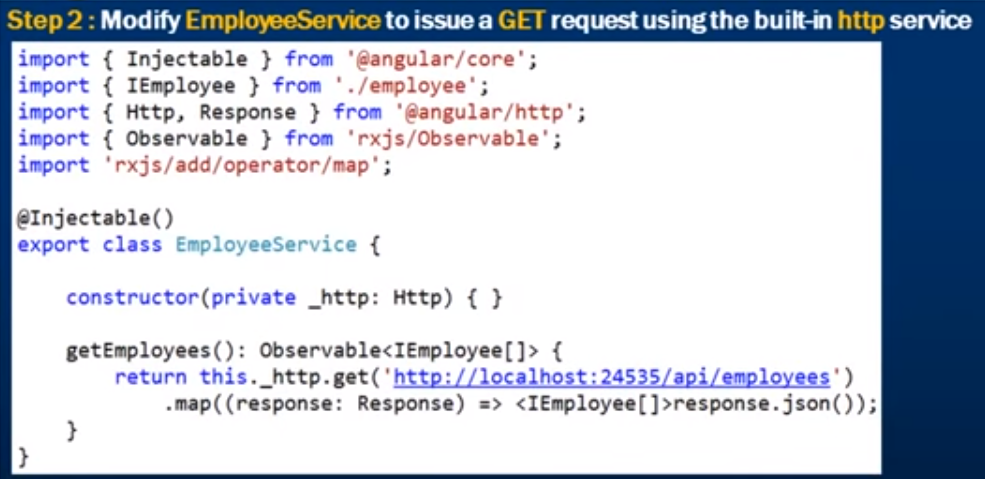 Step 2 : Modify EmployeeService to issue a GET request using the built-in http service
import { Injectable } from '@angular/core';
import { IEmployee } from './employee';
import { Http, Response } from '@angular/http';
import { Observable } from 'rxjs/Observable';
import 'rxjs/add/operator/map';
@Injectable()
export class EmployeeService {
constructor(private _http: Http) { }
getEmployees(): Observable<IEmployee[]> {
return this._http.get('http://localhost:24535/api/employees')
.map((response: Response) => <IEmployee[]>response.json());
}
}